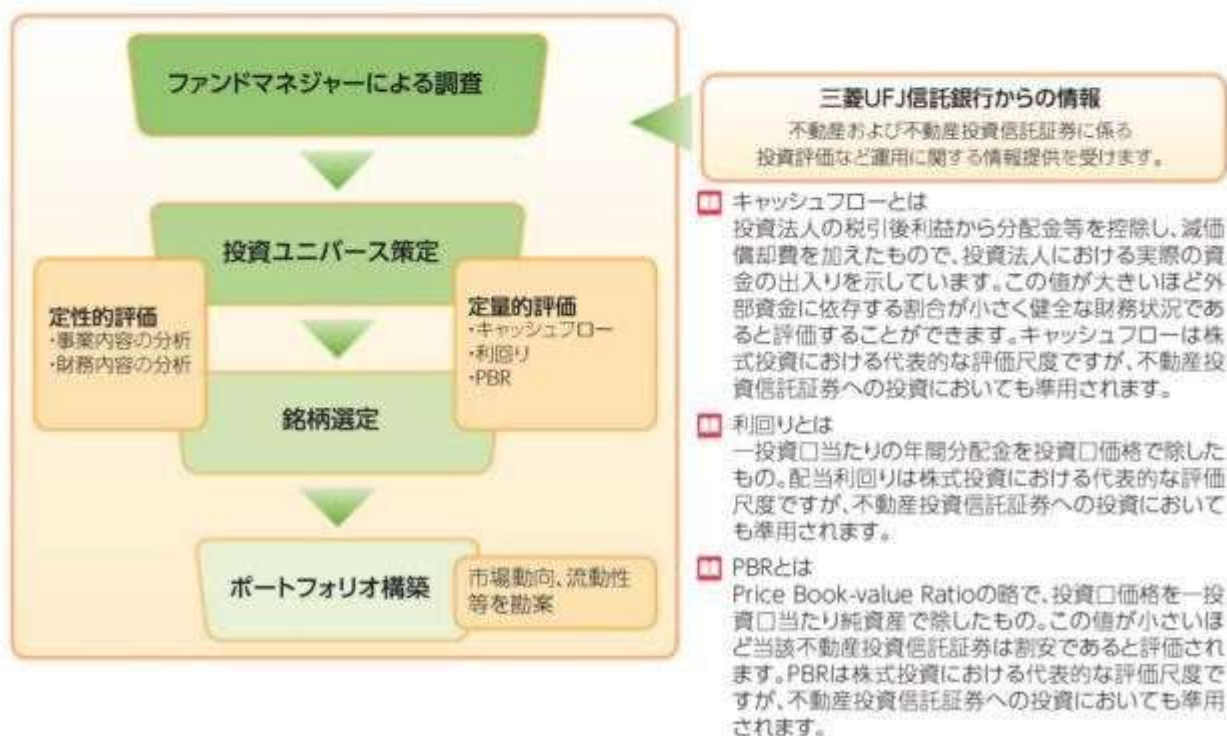 ファンドマネジャーによる調査
投資ユニバース策定
定性的評価
・事業内容の分析
・財務内容の分析
定量的評価
・キャッシュフロー
・利回り
・PBR
銘柄選定
ポートフォリオ構築
市場動向、流動性
等を勘案
三菱UFJ信託銀行からの情報
不動産および不動産投資信託証券に係る
投資評価など運用に関する情報提供を受けます。
キャッシュフローとは
投資法人の税引後利益から分配金等を控除し、減価
償却費を加えたもので、投資法人における実際の資
金の出入りを示しています。この値が大きいほど外
部資金に依存する割合が小さく健全な財務状況であ
ると評価することができます。キャッシュフローは株
式投資における代表的な評価尺度ですが、不動産投
資信託証券への投資においても準用されます。
利回りとは
一投資口当たりの年間分配金を投資口価格で除した
もの。配当利回りは株式投資における代表的な評価
尺度ですが、不動産投資信託証券への投資において
も準用されます。
PBRとは
Price Book-value Ratioの略で、投資口価格を一投
資口当たり純資産で除したもの。この値が小さいほ
ど当該不動産投資信託証券は割安であると評価され
ます。PBRは株式投資における代表的な評価尺度で
すが、不動産投資信託証券への投資においても準用
されます。